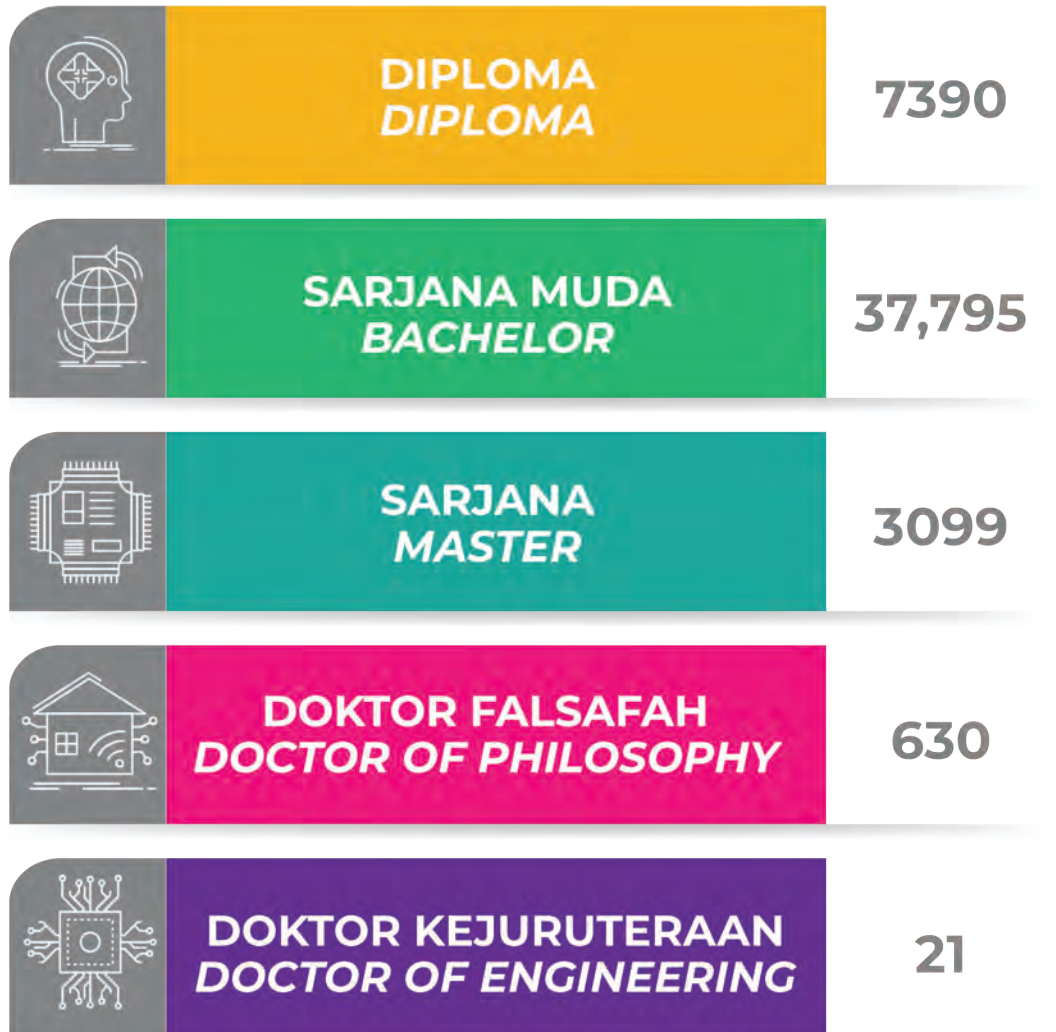 DIPLOMA
DIPLOMA
7390
SARJANA MUDA
BACHELOR
37,795
SARJANA
MASTER
3099
DOKTOR FALSAFAH
DOCTOR OF PHILOSOPHY
630
DOKTOR KEJURUTERAAN
DOCTOR OF ENGINEERING
21